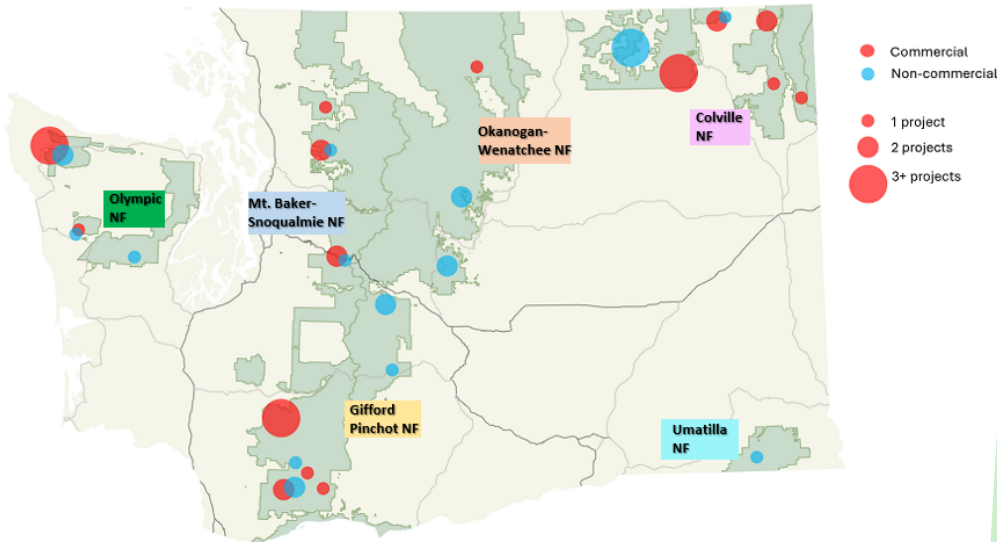 Commercial
Non-commercial
1 project
2 projects
3+ projects
Okanogan-
Wenatchee NF
Colville
NF
Olympic
NF
Mt. Baker-
Snoqualmie NF
Gifford
Pinchot NF
Umatilla
NF